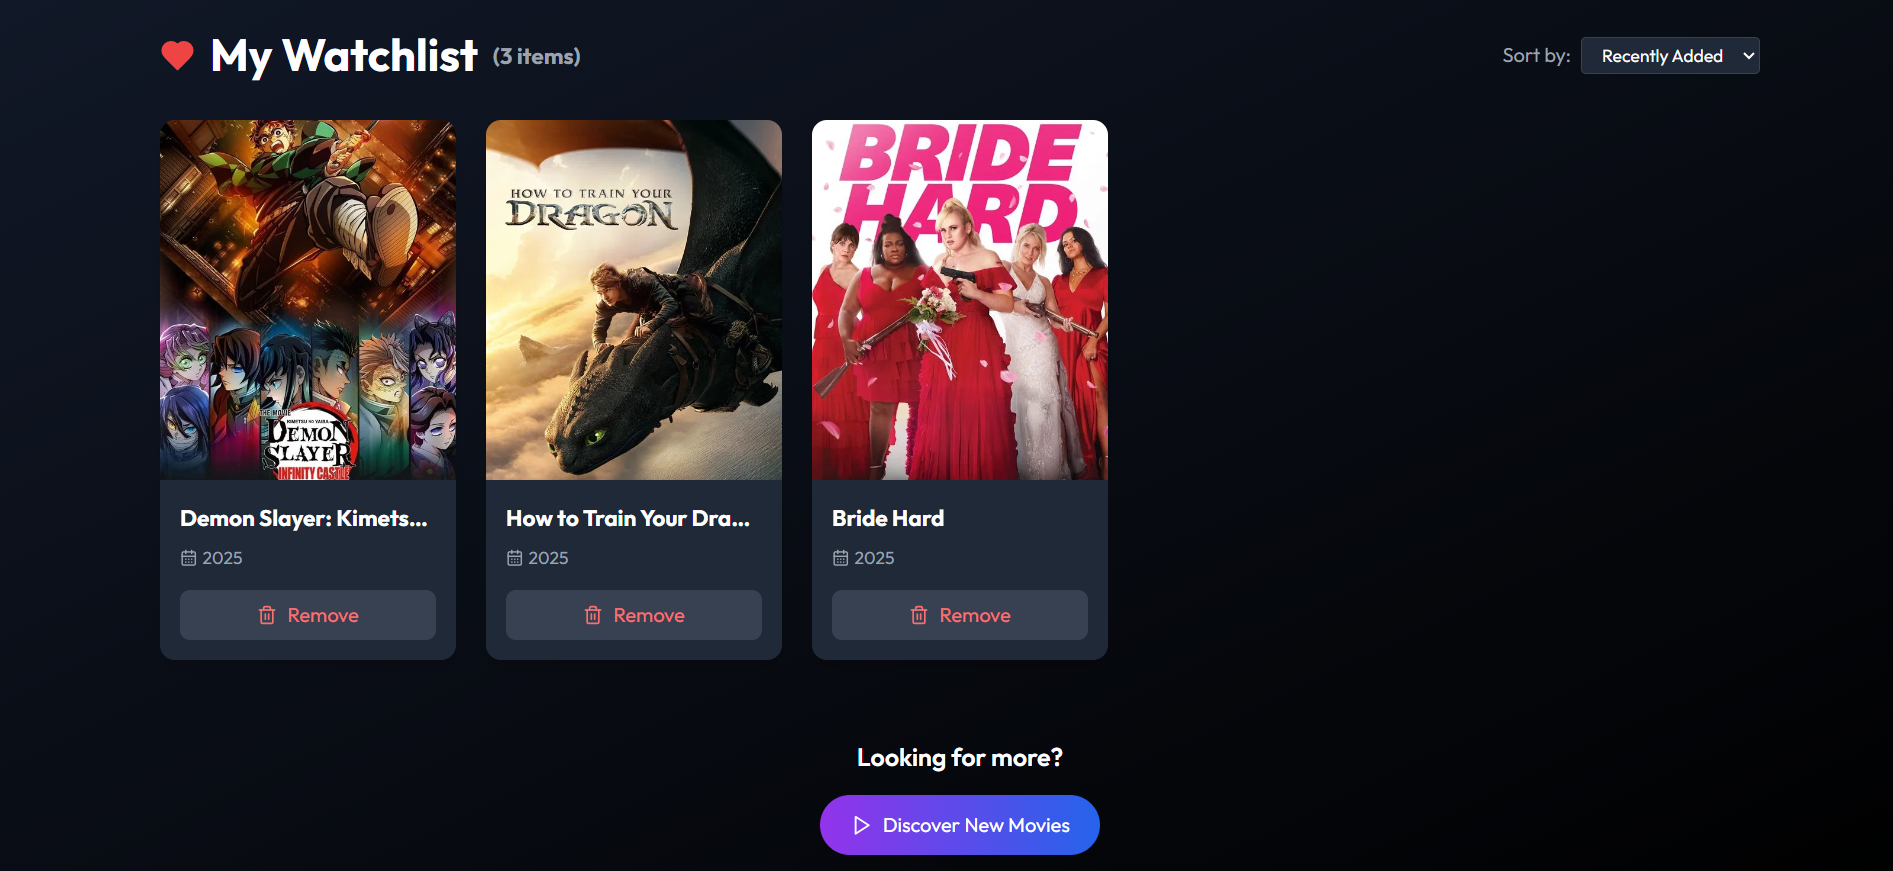 My Watchlist (3 items)
Sort by: Recently Added
THE MOVIE
KIMETSU NO YAIBA
DEMON
SLAYER
INFINITY CASTLE
HOW TO TRAIN YOUR
DRAGON
BRIDE
HARD
Demon Slayer: Kimets...
2025
Remove
How to Train Your Dra...
2025
Remove
Bride Hard
2025
Remove
Looking for more?
Discover New Movies